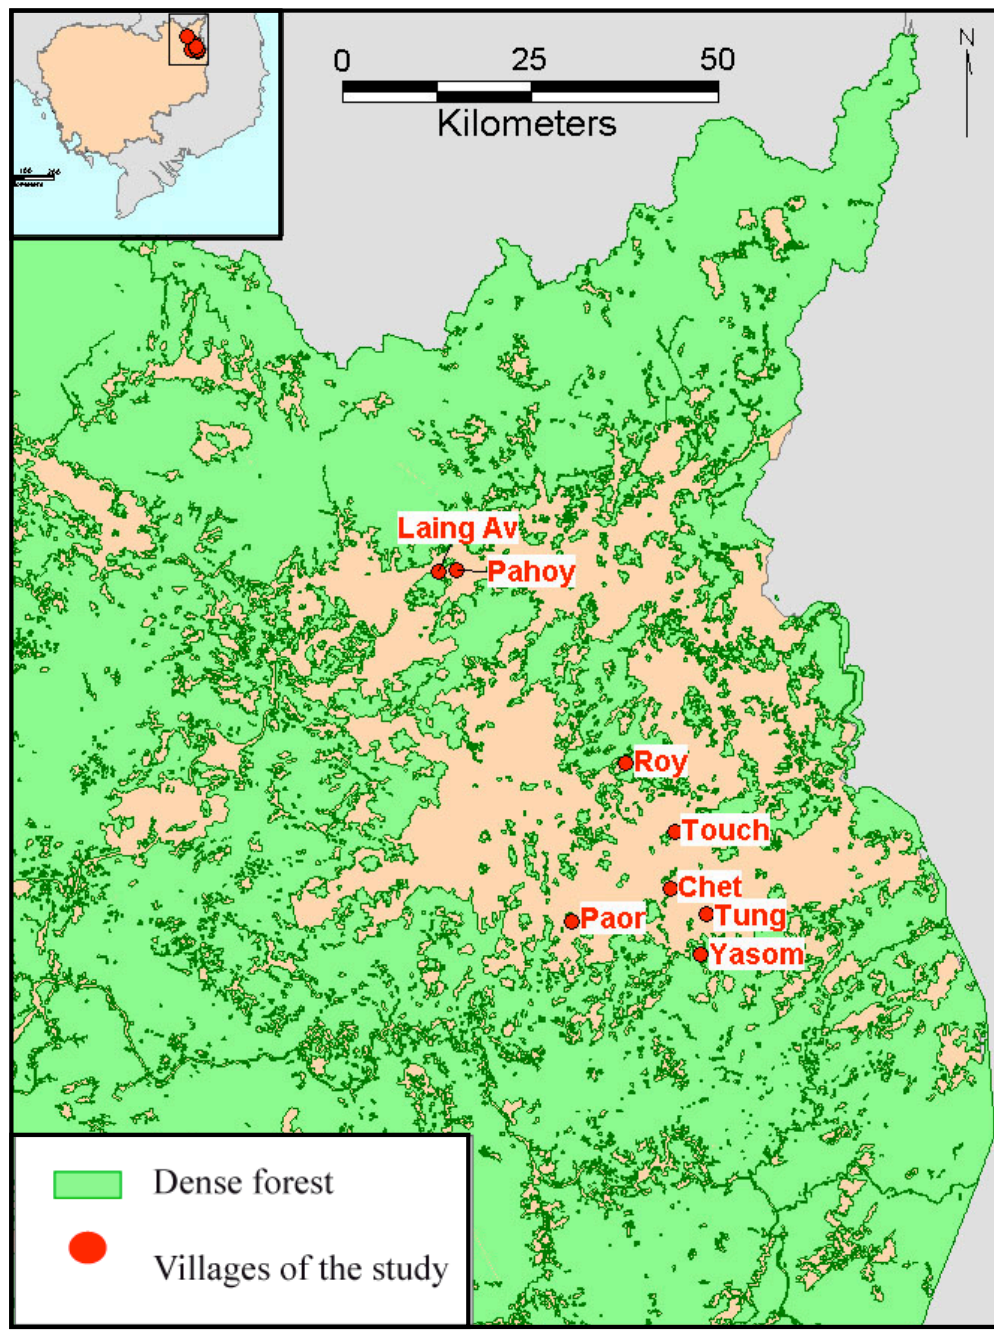 0 25 50
Kilometers
N
Laing Av
Pahoy
Roy
Touch
Chet
Tung
Paor
Yasom
Dense forest
Villages of the study